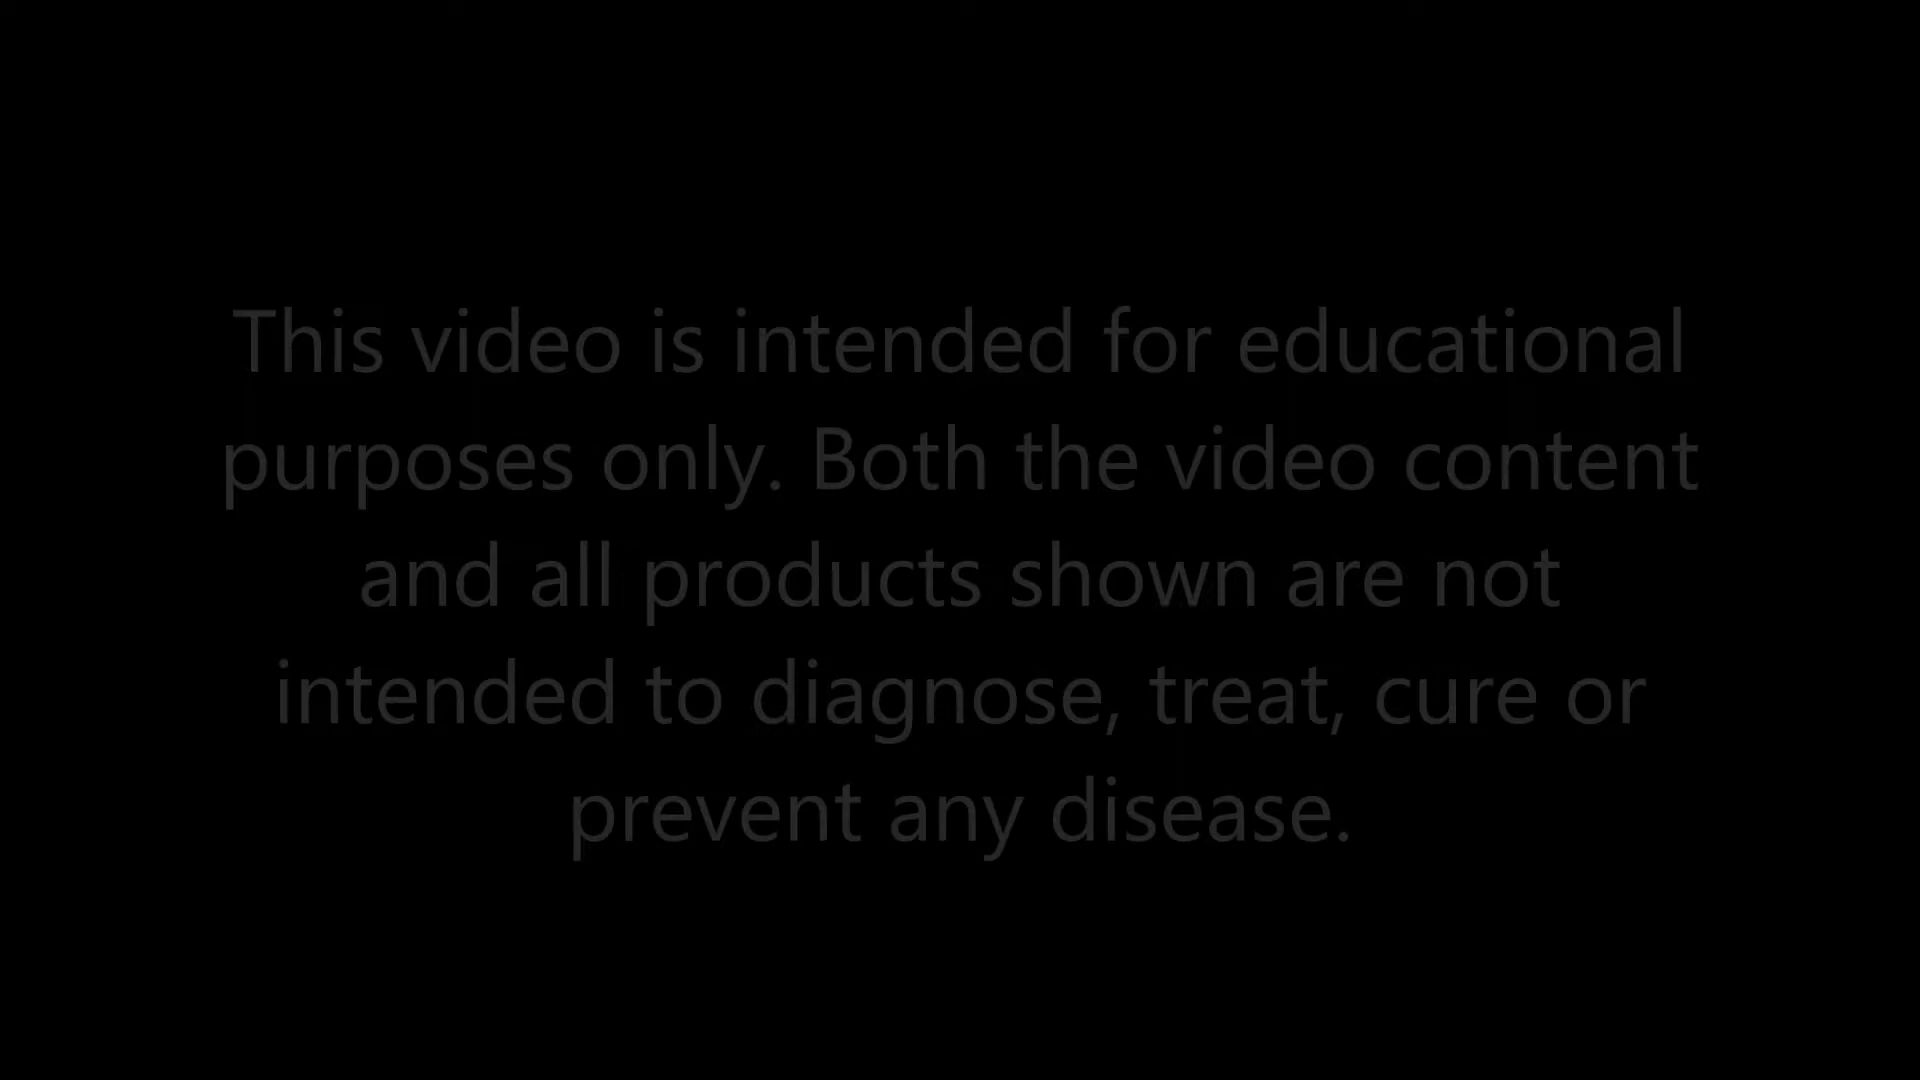 This video is intended for educational
purposes only. Both the video content
and all products shown are not
intended to diagnose, treat, cure or
prevent any disease.